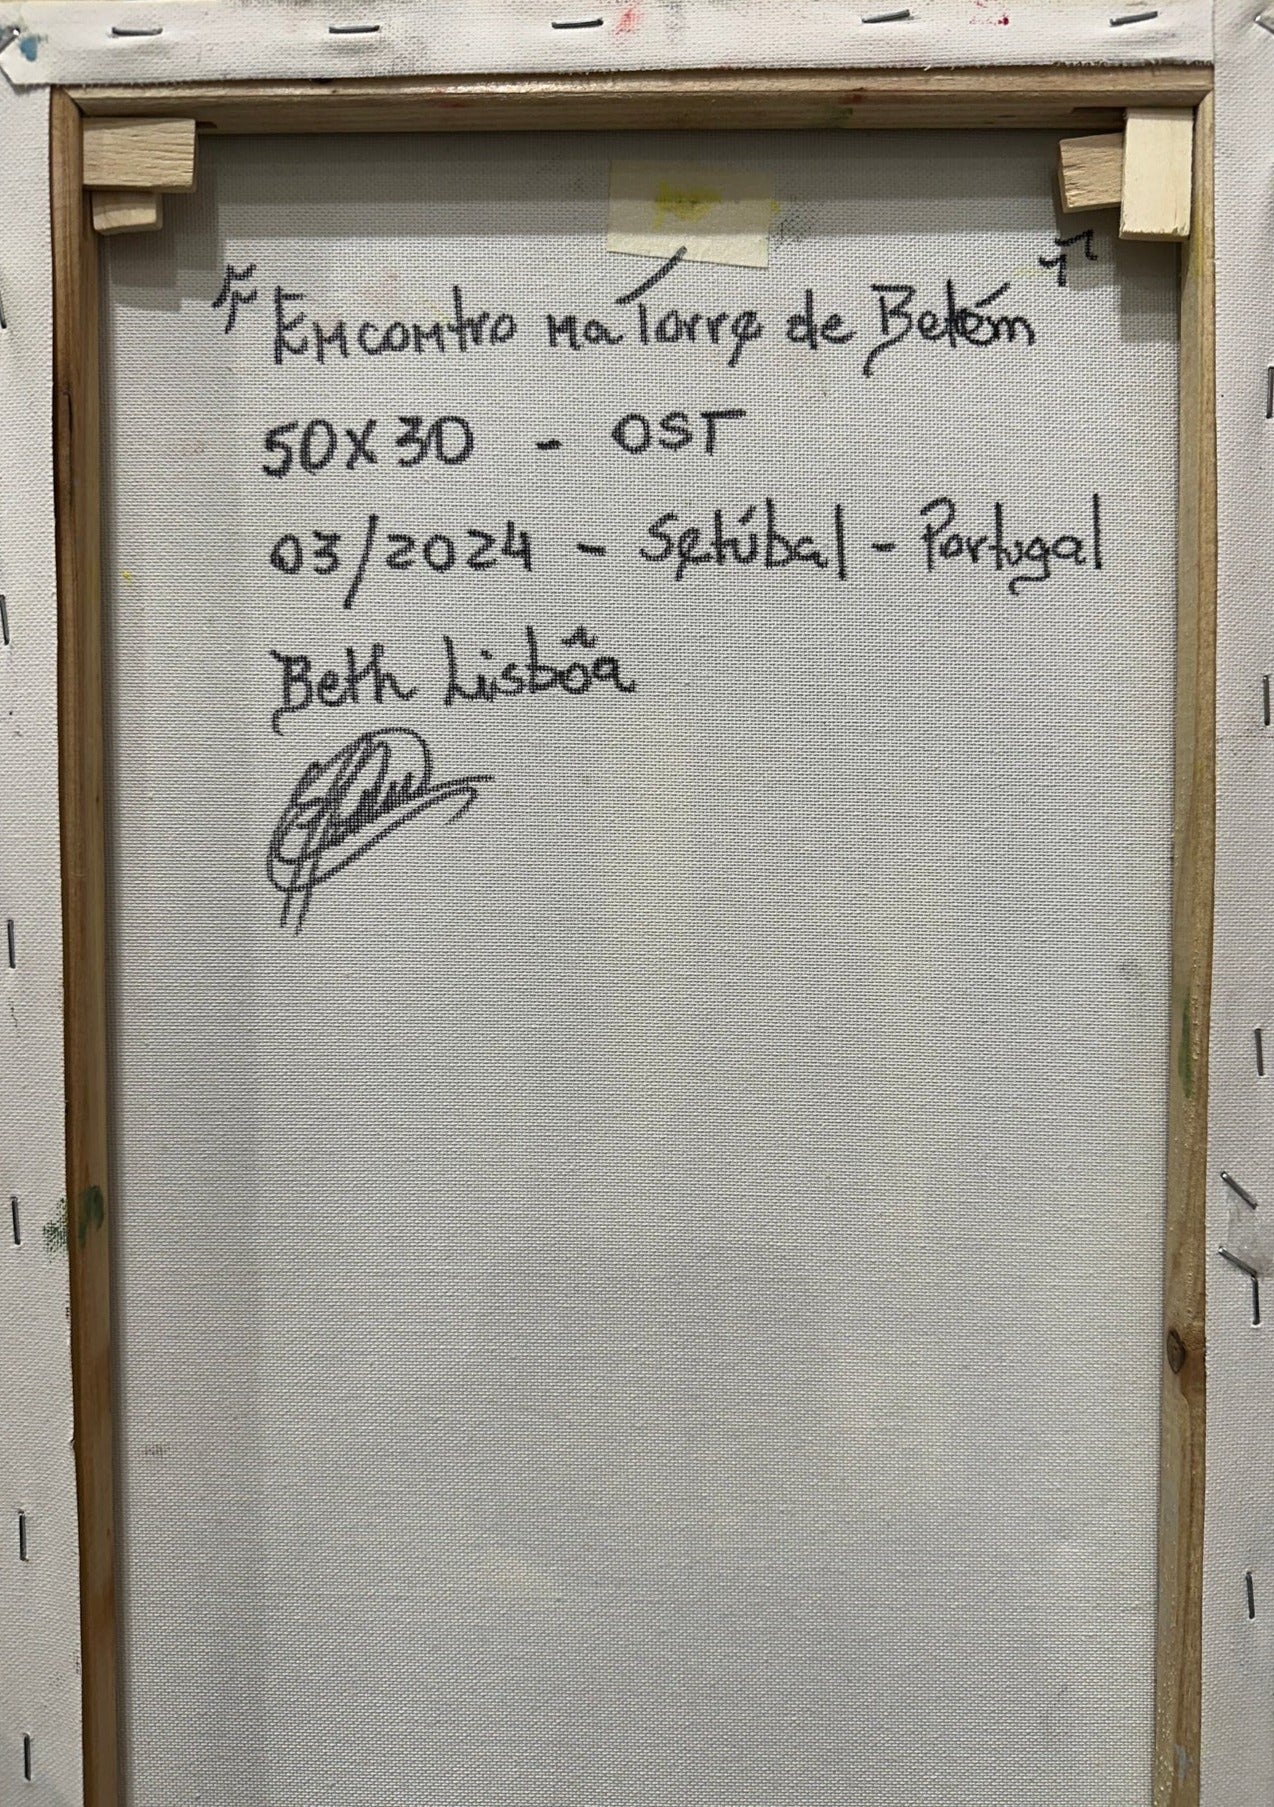 "Encontro na Torre de Belém"
50X30 - OST
03/2024 - Setúbal - Portugal
Beth Lisbôa